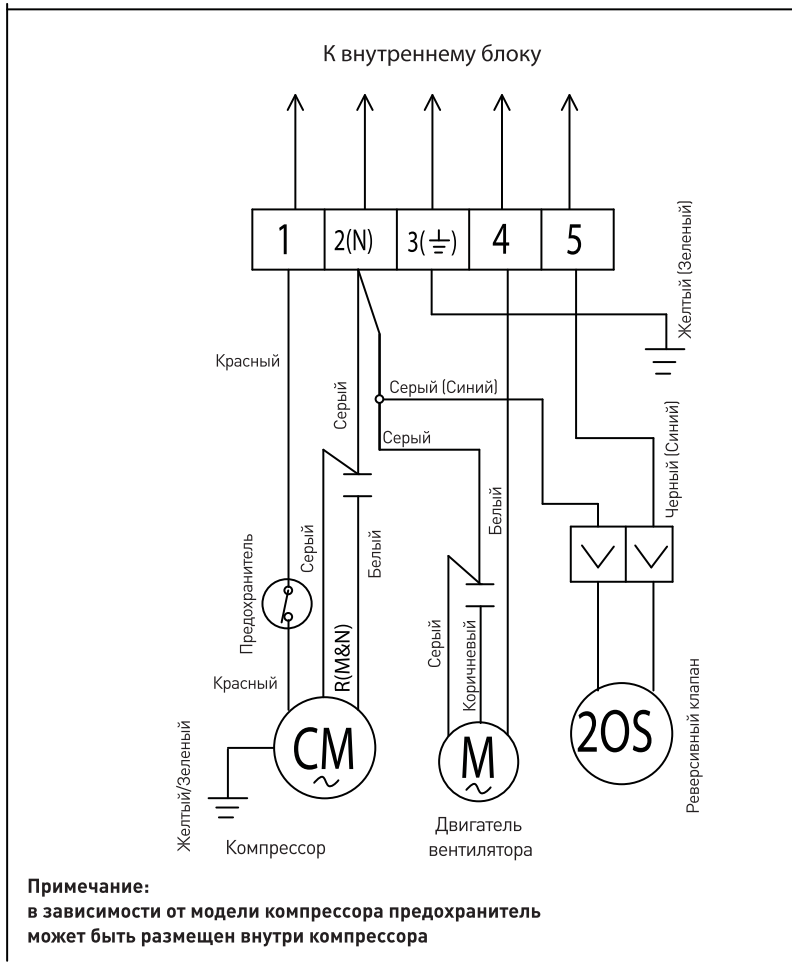 К внутреннему блоку
1
2(N)
3(⏚)
4
5
Желтый (Зеленый)
Красный
Серый
Серый (Синий)
Серый
Черный (Синий)
Белый
Предохранитель
Серый
Белый
R(M&N)
Серый
Коричневый
Красный
Желтый/Зеленый
CM
~
M
~
2OS
Реверсивный клапан
Компрессор
Двигатель
вентилятора
Примечание:
в зависимости от модели компрессора предохранитель
может быть размещен внутри компрессора